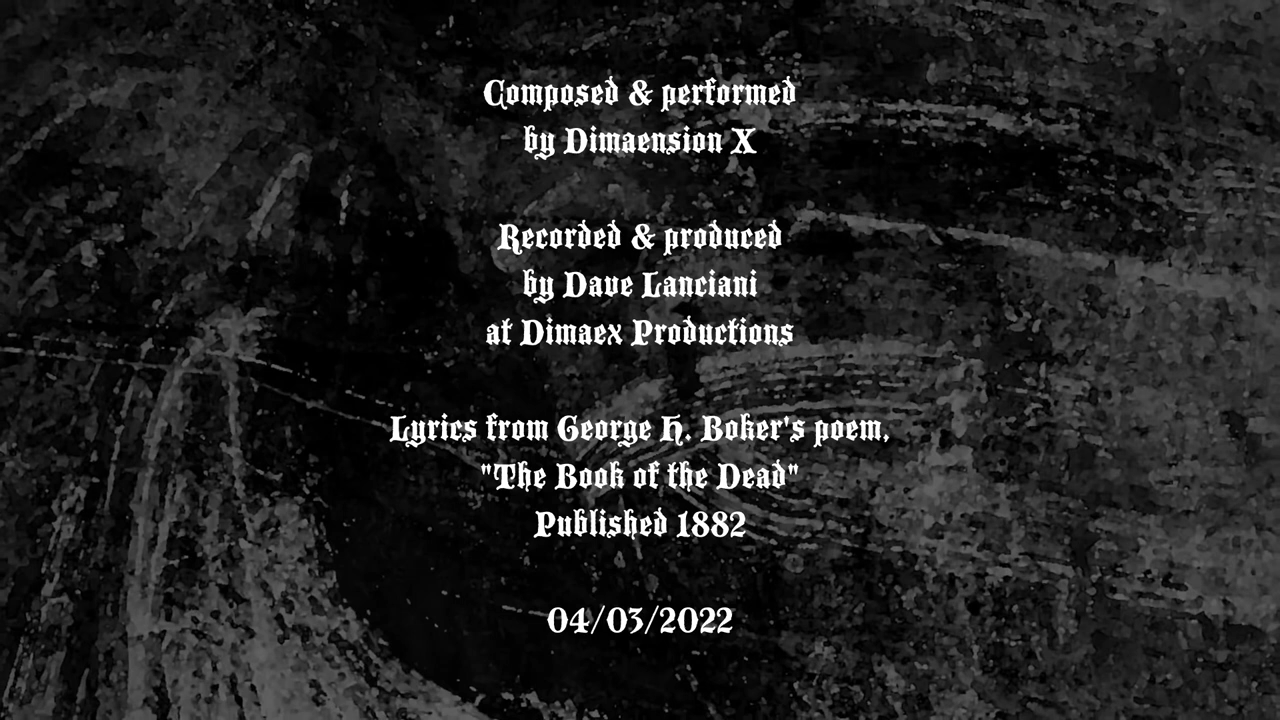 Composed & performed
by Dimaension X
Recorded & produced
by Dave Lanciani
at Dimaex Productions
Lyrics from George H. Boker's poem,
"The Book of the Dead"
Published 1882
04/03/2022